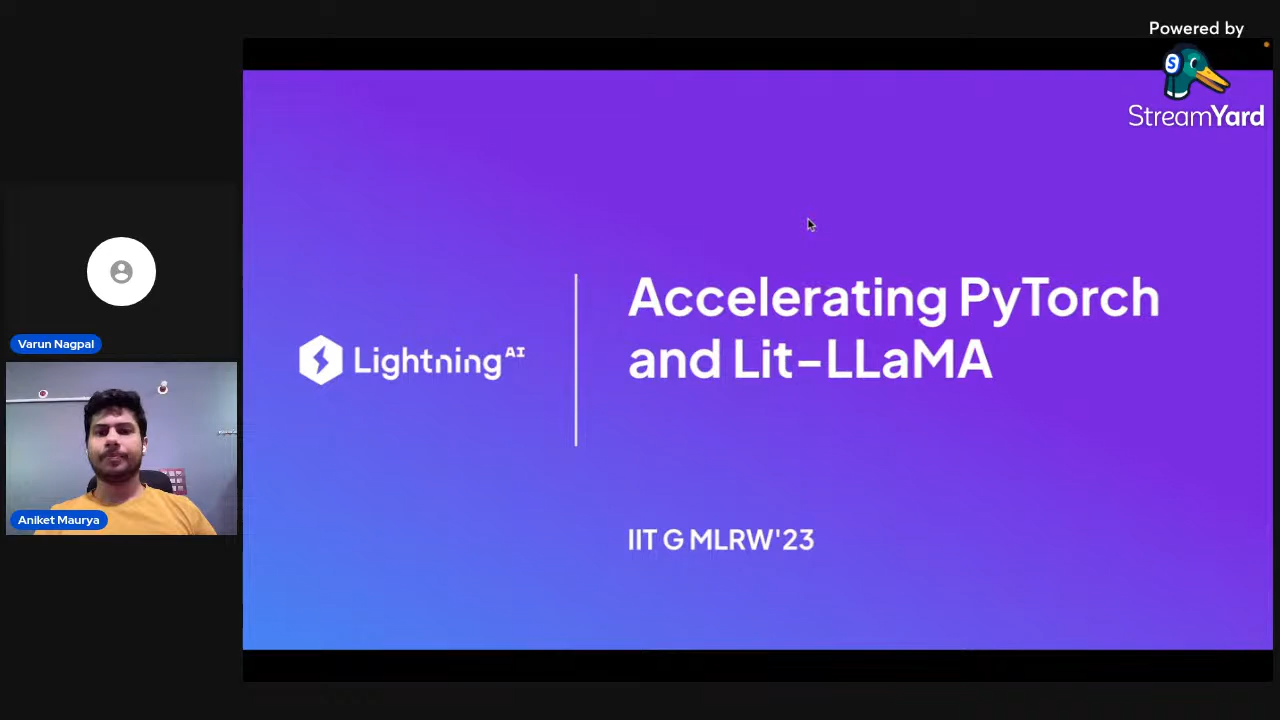 Powered by
S
StreamYard
Varun Nagpal
Aniket Maurya
Lightning AI
Accelerating PyTorch
and Lit-LLaMA
IIT G MLRW'23